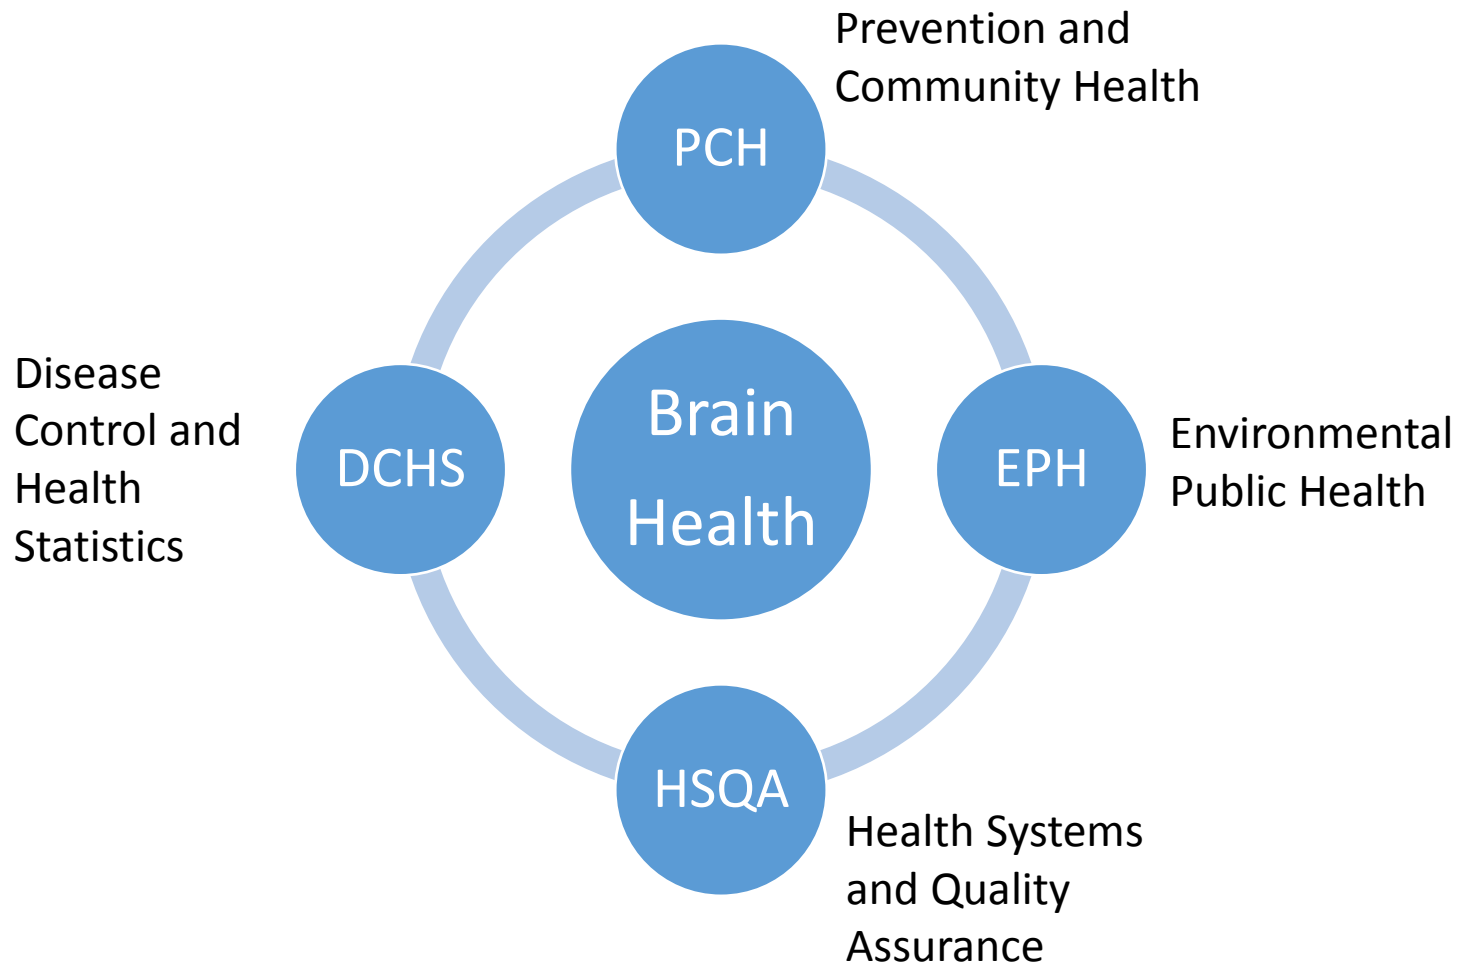 Prevention and
Community Health
PCH
Disease
Control and
Health
Statistics
DCHS
Brain
Health
EPH
Environmental
Public Health
HSQA
Health Systems
and Quality
Assurance